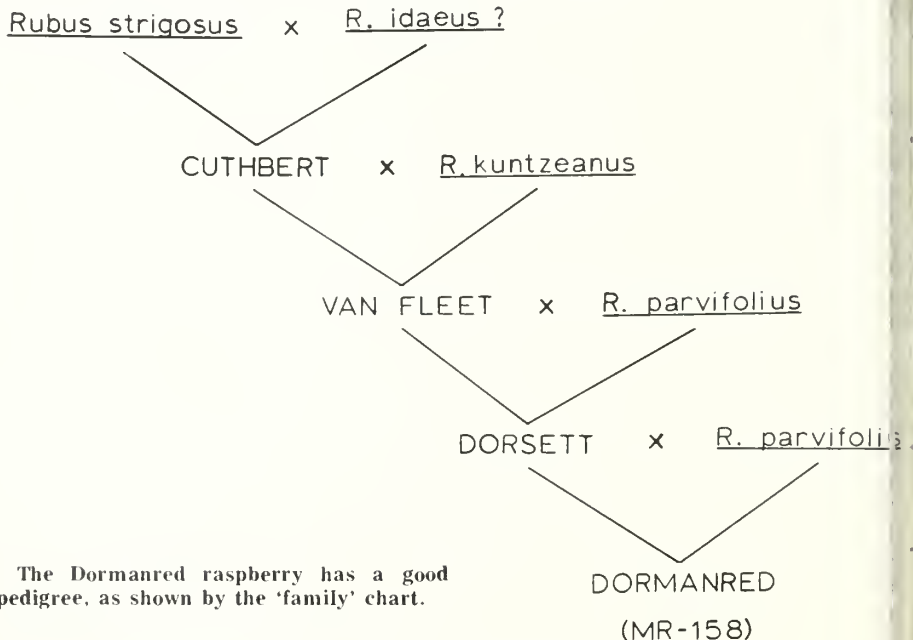 Rubus strigosus x R. idaeus ?
CUTHBERT x R. kuntzeanus
VAN FLEET x R. parvifolius
DORSETT x R.
DORMANRED
(MR-158)
The Dormanred raspberry has a good
pedigree, as shown by the ‘family’ chart.